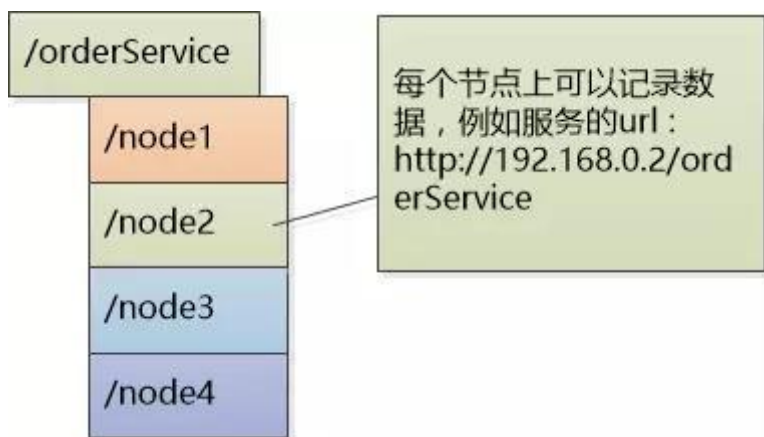 /orderService
/node1
/node2
/node3
/node4
每个节点上可以记录数
据，例如服务的url：
http://192.168.0.2/ord
erService